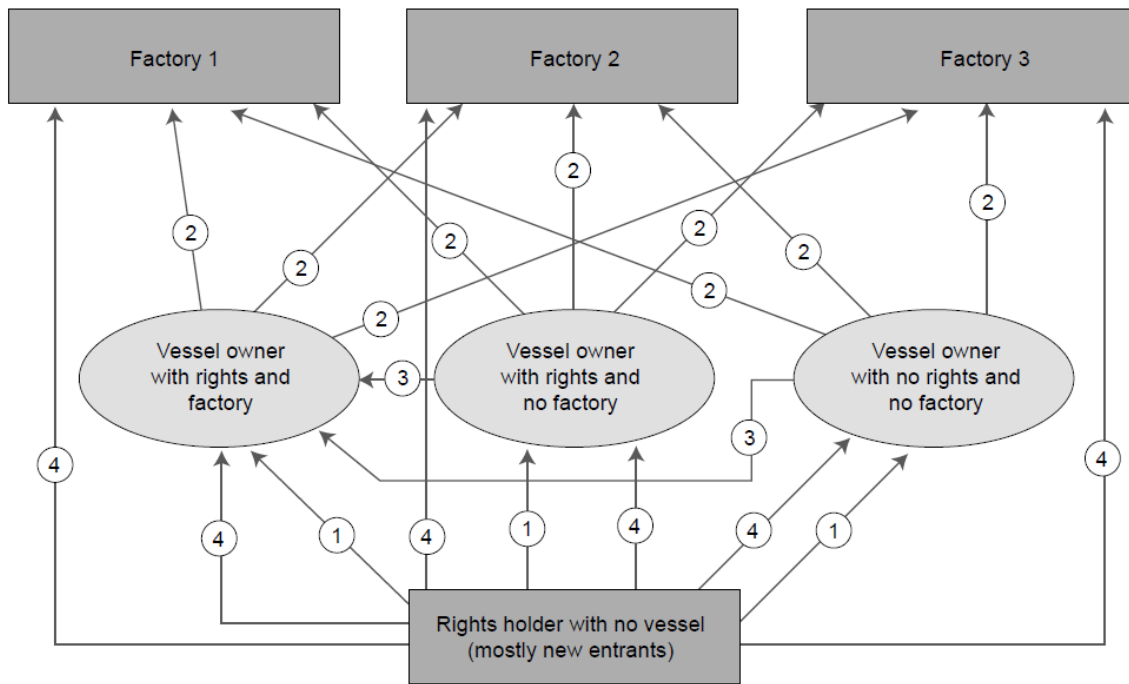 Factory 1
Factory 2
Factory 3
2
2
2
2
2
2
2
2
2
Vessel owner
with rights and
factory
3
Vessel owner
with rights and
no factory
Vessel owner
with no rights and
no factory
3
4
4
1
4
1
4
4
1
4
Rights holder with no vessel
(mostly new entrants)